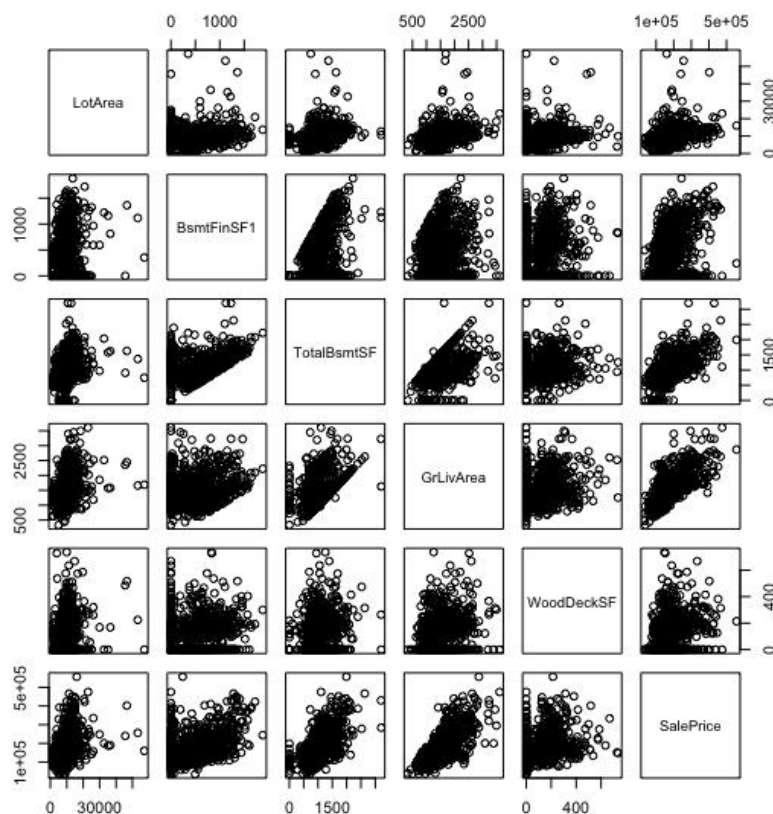 0 1000
500 2500
1e+05 5e+05
LotArea
30000
BsmtFinSF1
0 1000
TotalBsmtSF
0 1500
GrLivArea
500 2500
WoodDeckSF
0 400
SalePrice
1e+05 5e+05
0 30000
0 1500
0 400